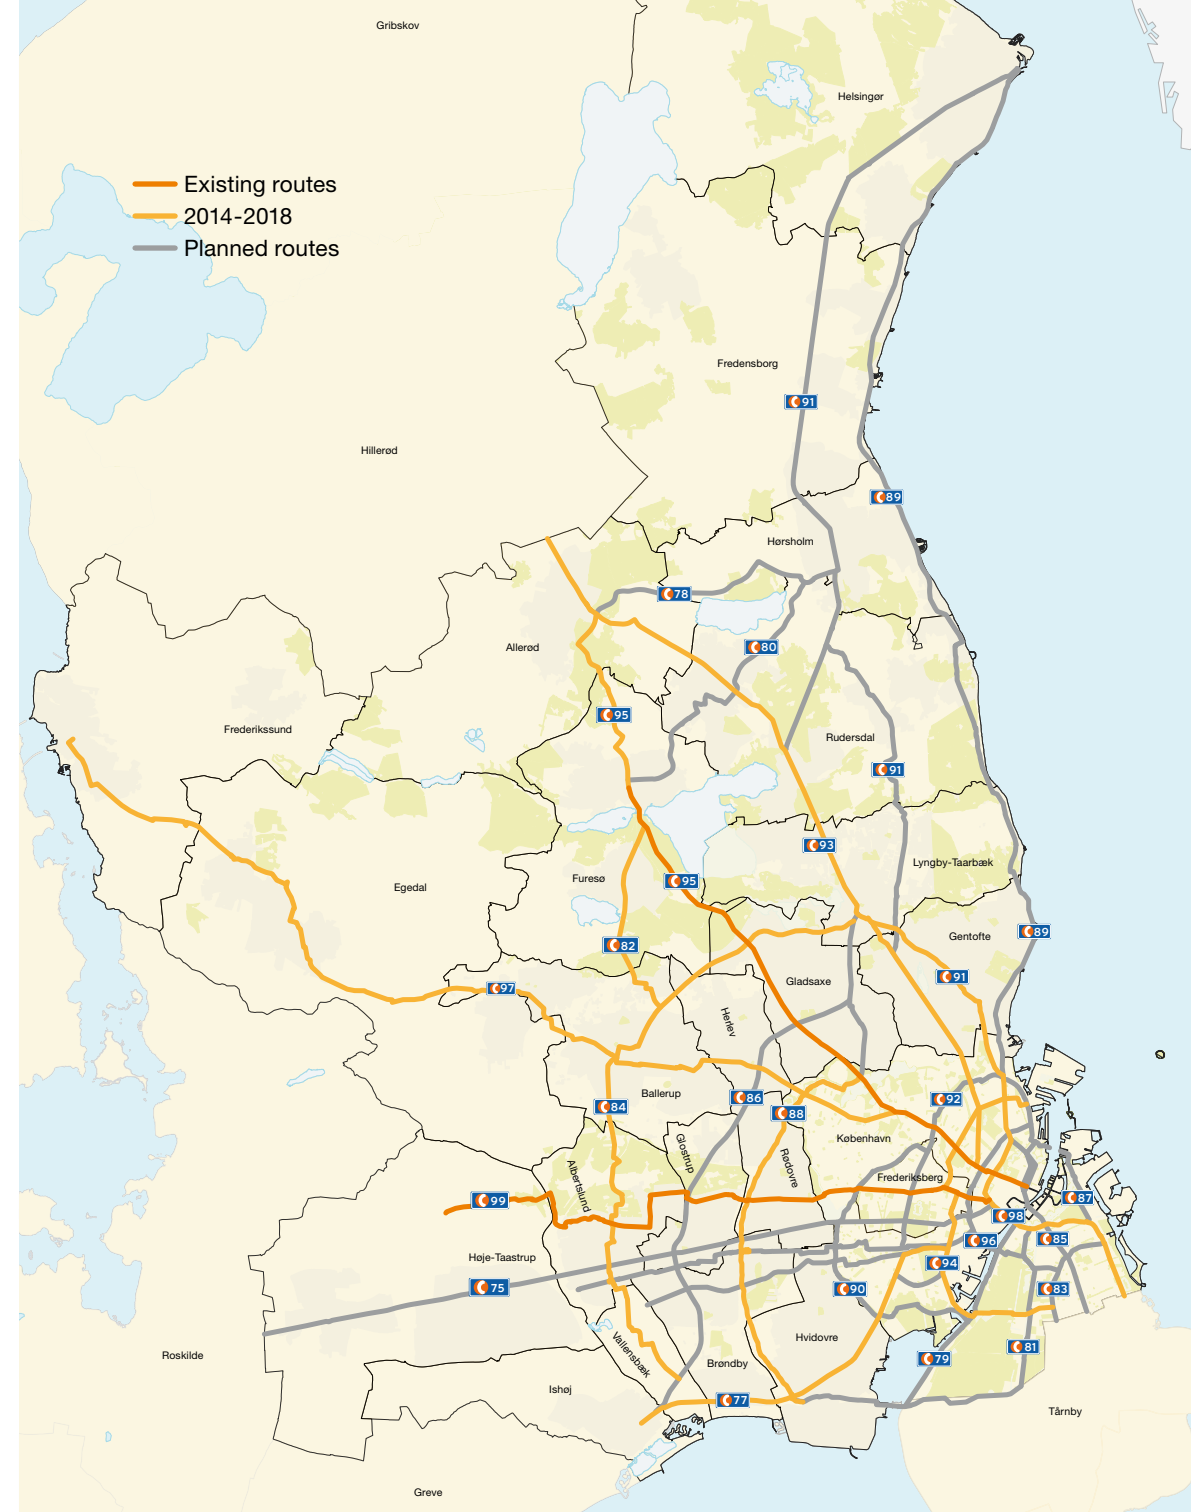 Gribskov
Helsingør
Existing routes
2014-2018
Planned routes
Fredensborg
91
Hillerød
89
Hørsholm
78
Allerød
80
95
Frederikssund
Rudersdal
91
93
Lyngby-Taarbæk
Furesø
95
Egedal
89
Gentofte
82
91
Gladsaxe
97
Herlev
Ballerup
86
92
84
88
København
Glostrup
Rødovre
Albertslund
Frederiksberg
99
87
98
96
85
Høje-Taastrup
94
75
90
83
Hvidovre
81
Vallensbæk
Roskilde
Brøndby
79
Ishøj
77
Tårnby
Greve